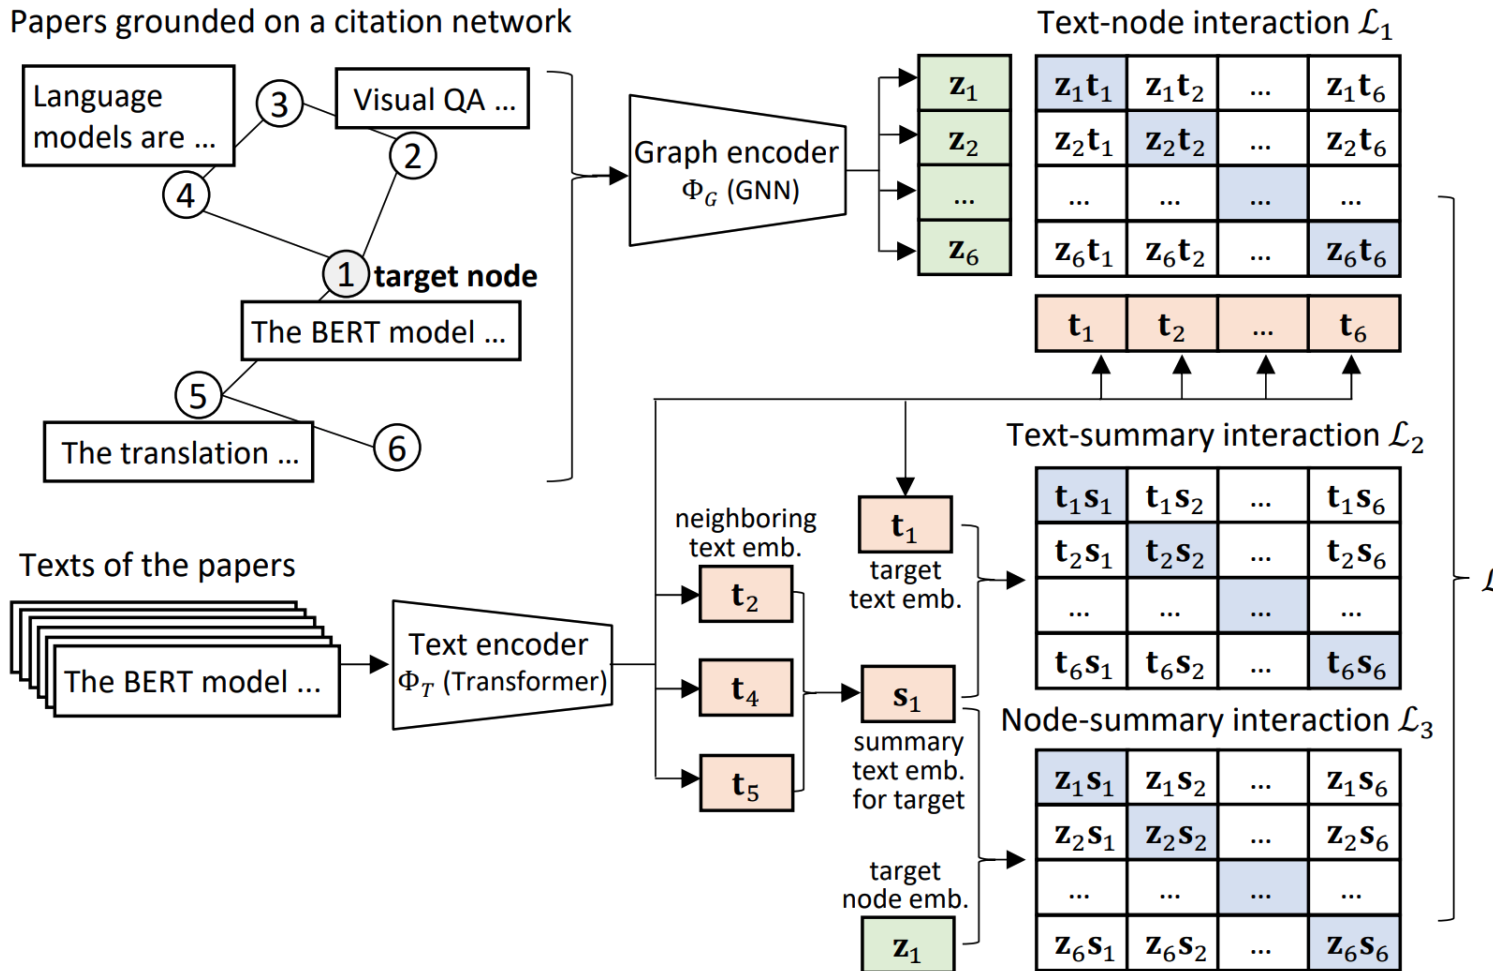 Papers grounded on a citation network
Language
models are ...
3
Visual QA ...
2
4
1
target node
The BERT model ...
5
6
The translation ...
Graph encoder
Φ_G (GNN)
z₁
z₂
...
z₆
Text-node interaction ℒ₁
z₁t₁ z₁t₂ ... z₁t₆
z₂t₁ z₂t₂ ... z₂t₆
... ... ... ...
z₆t₁ z₆t₂ ... z₆t₆
t₁ t₂ ... t₆
Texts of the papers
The BERT model ...
Text encoder
Φ_T (Transformer)
neighboring
text emb.
t₂
t₄
t₅
t₁
target
text emb.
s₁
summary
text emb.
for target
target
node emb.
z₁
Text-summary interaction ℒ₂
t₁s₁ t₁s₂ ... t₁s₆
t₂s₁ t₂s₂ ... t₂s₆
... ... ... ...
t₆s₁ t₆s₂ ... t₆s₆
Node-summary interaction ℒ₃
z₁s₁ z₁s₂ ... z₁s₆
z₂s₁ z₂s₂ ... z₂s₆
... ... ... ...
z₆s₁ z₆s₂ ... z₆s₆
ℒ